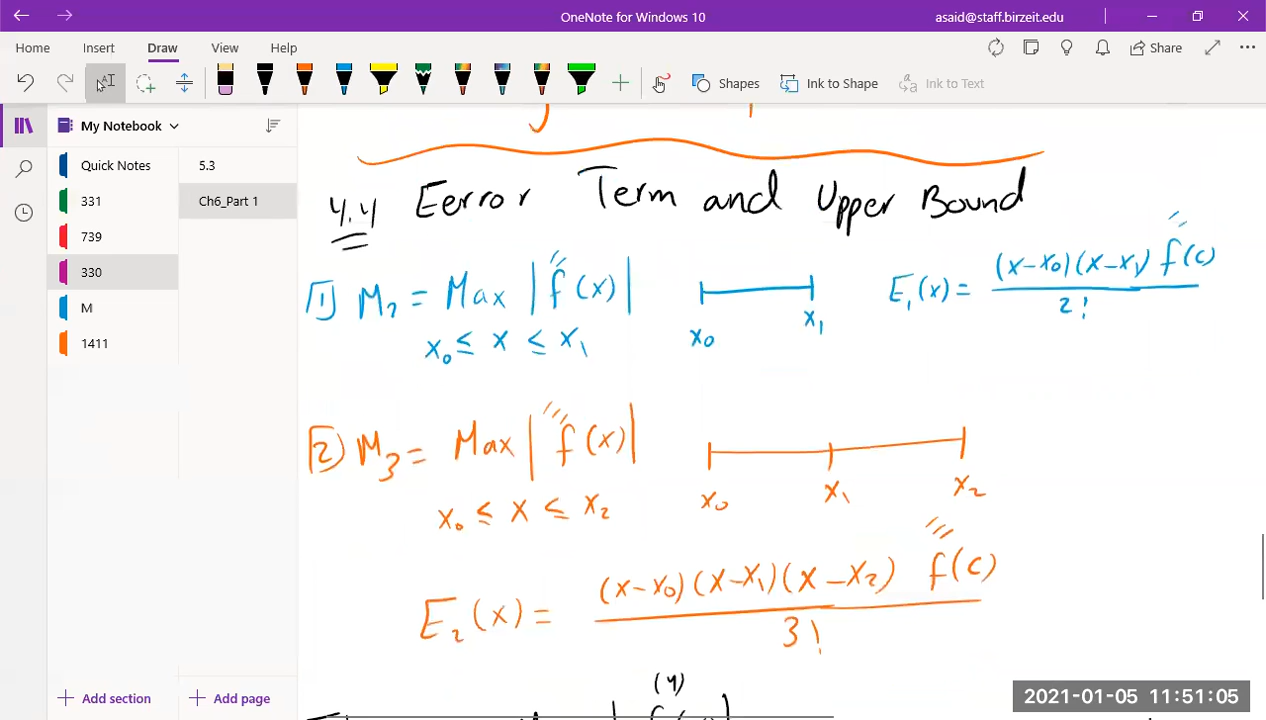 OneNote for Windows 10
asaid@staff.birzeit.edu
Home Insert Draw View Help
Share
Shapes Ink to Shape Ink to Text
My Notebook
Quick Notes
331
739
330
M
1411
5.3
Ch6_Part 1
4.4 Eerror Term and Upper Bound
[1] M₂ = Max |f''(x)|
x₀ ≤ x ≤ x₁
x₀ x₁
E₁(x) = (x-x₀)(x-x₁) f''(c)
2!
[2] M₃ = Max |f'''(x)|
x₀ ≤ x ≤ x₂
x₀ x₁ x₂
E₂(x) = (x-x₀)(x-x₁)(x-x₂) f'''(c)
3!
(4)
Add section Add page
2021-01-05 11:51:05